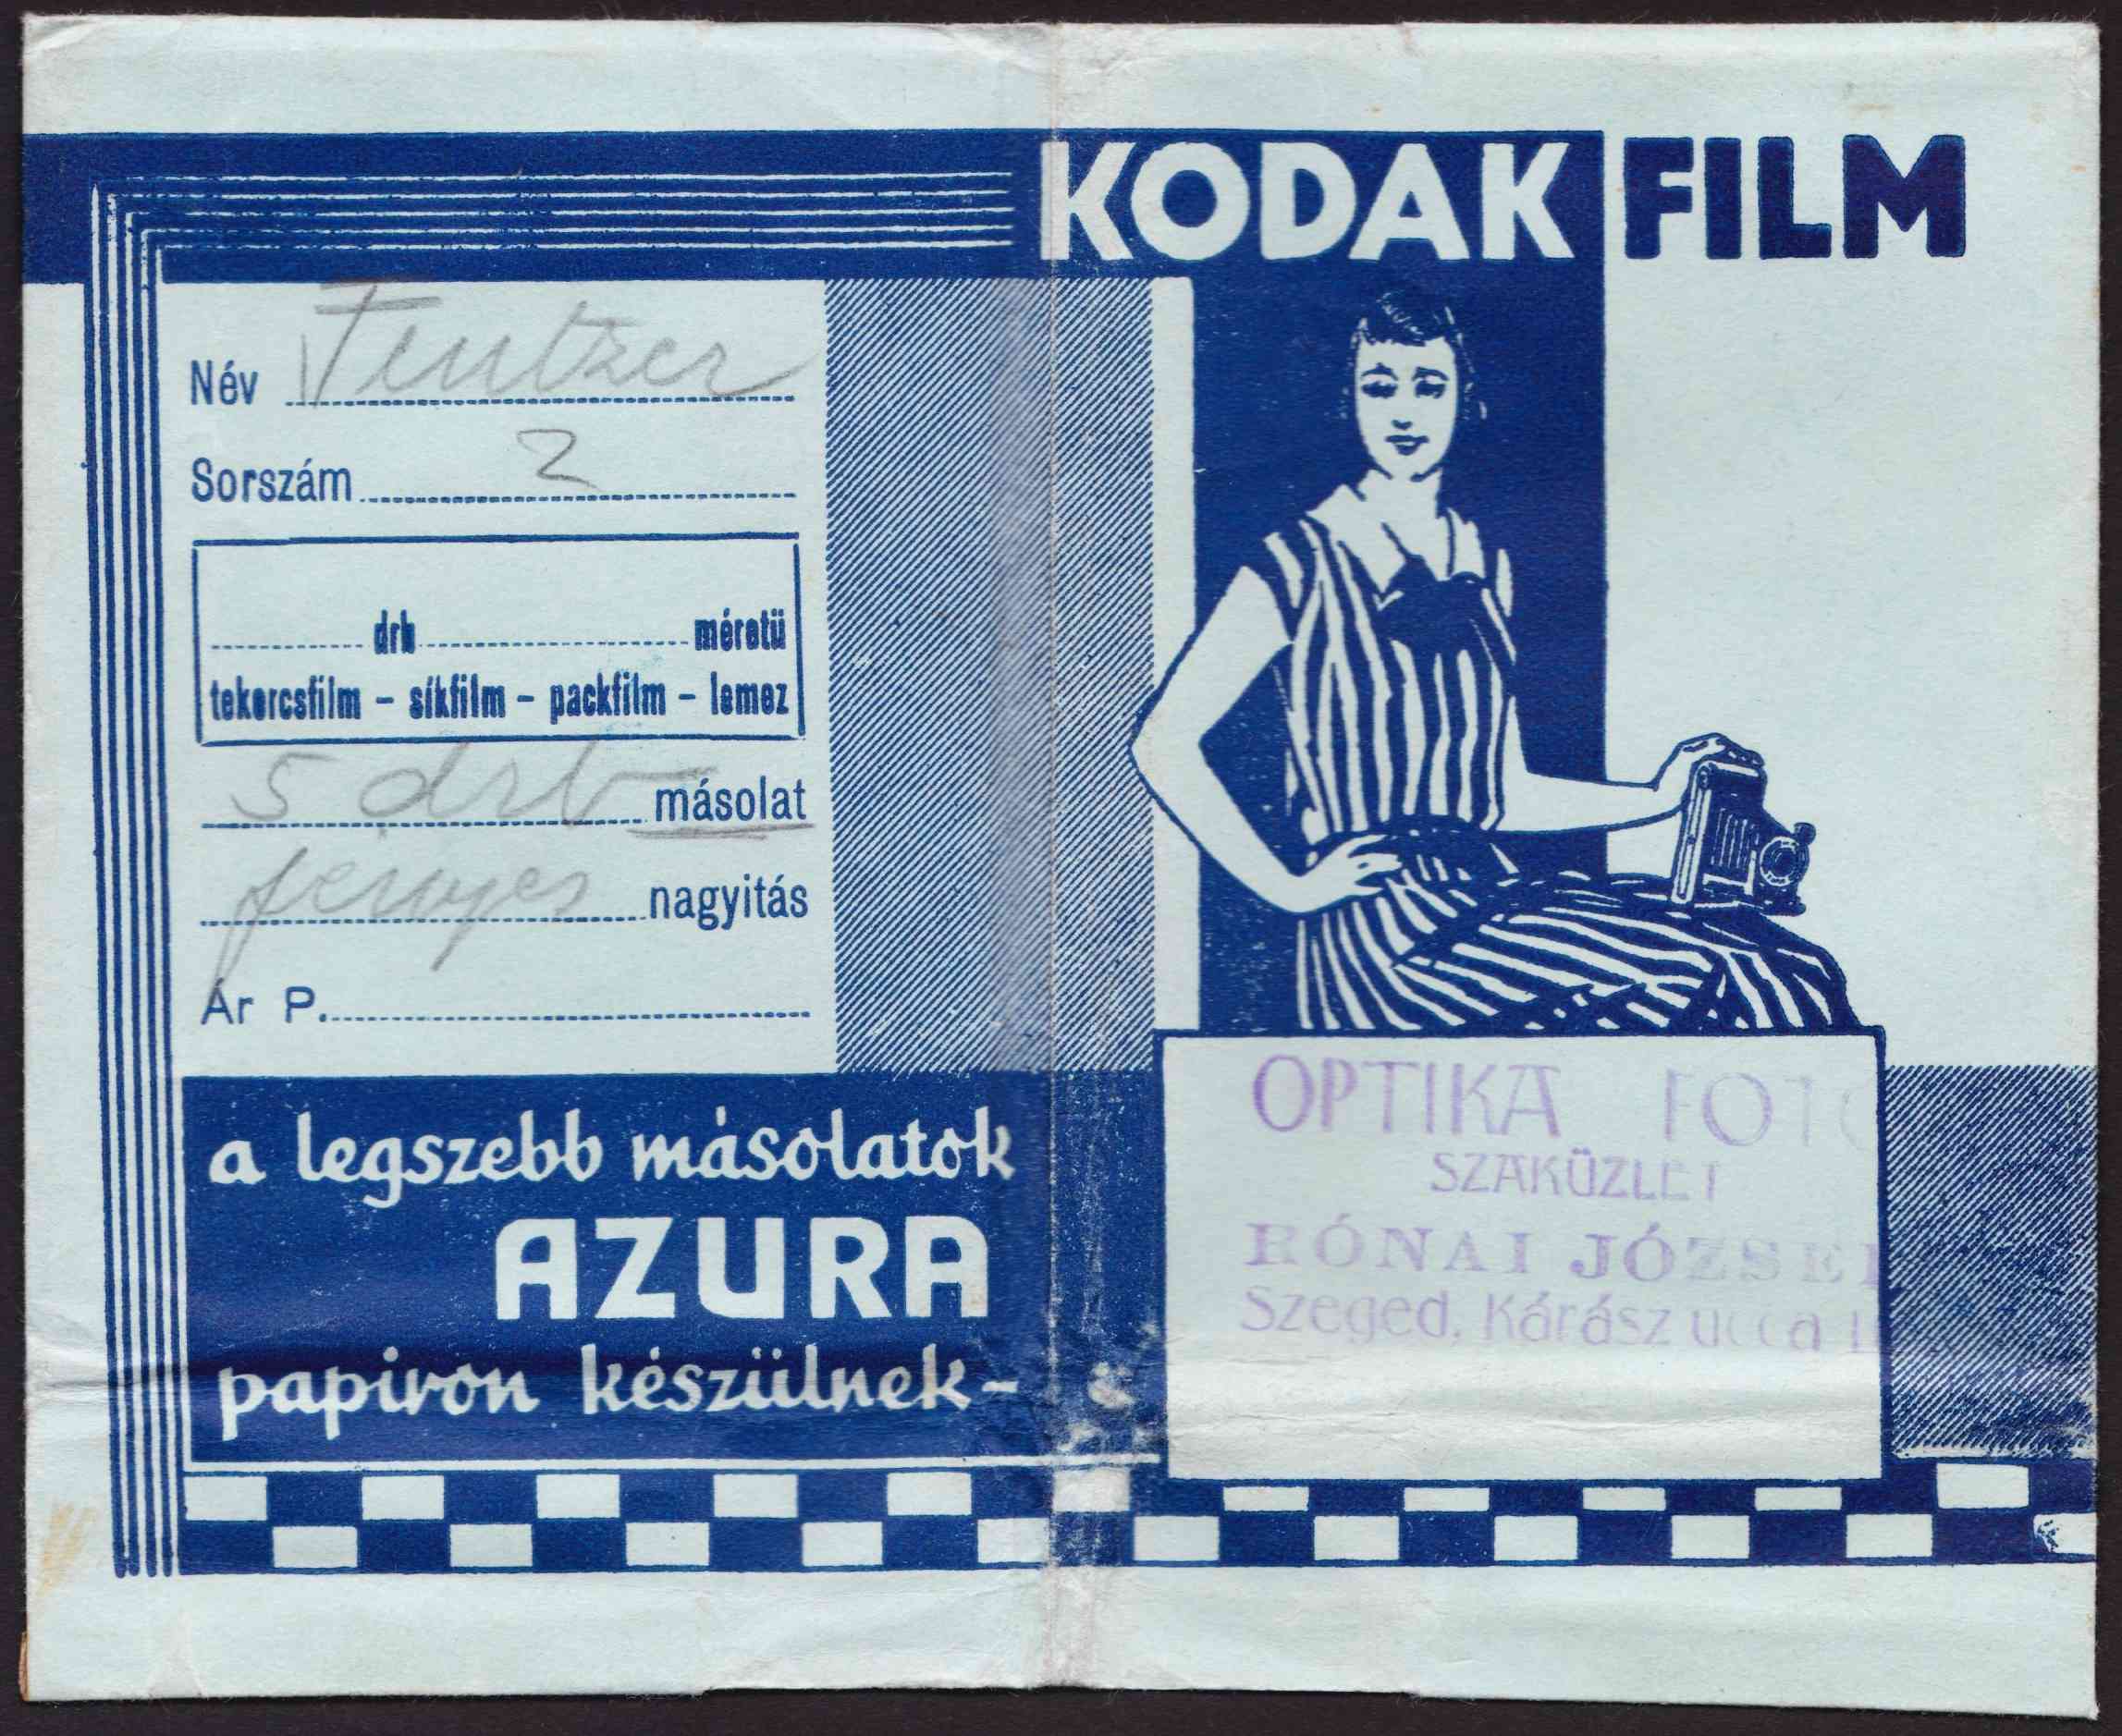 KODAK FILM
Név Fentzer
Sorszám 2
drb méretü
tekercsfilm - síkfilm - packfilm - lemez
5 drb másolat
fényes nagyitás
Ár P.
a legszebb másolatok
AZURA
papiron készülnek-
OPTIKA FOTO
SZAKÜZLET
RÓNAI JÓZSEF
Szeged, Kárász ucca